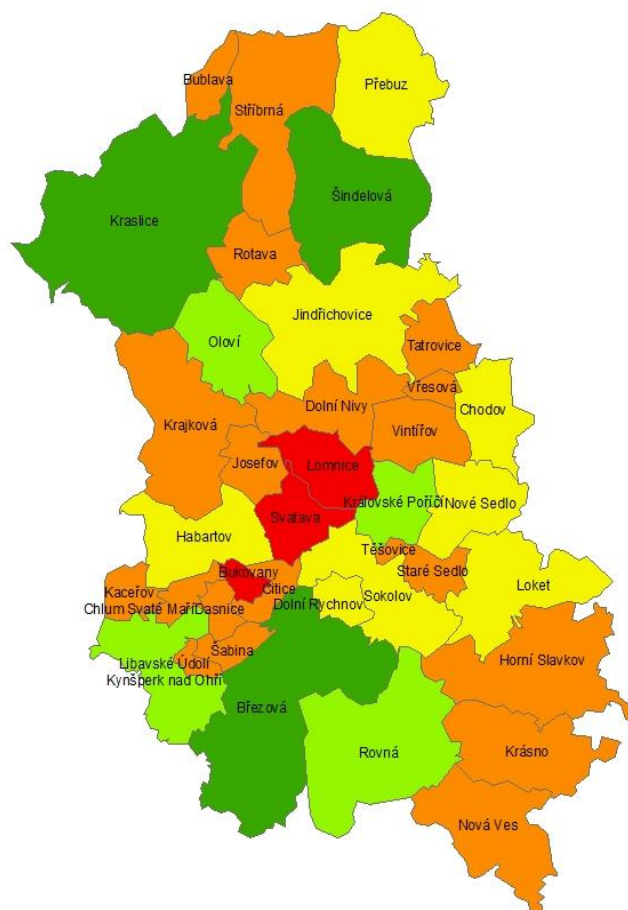 Bublava
Stříbrná
Přebuz
Kraslice
Šindelová
Rotava
Jindřichovice
Oloví
Tatrovice
Vřesová
Dolní Nivy
Chodov
Krajková
Vintířov
Josefov
Lomnice
Královské Poříčí
Nové Sedlo
Svatava
Habartov
Těšovice
Bukovany
Staré Sedlo
Citice
Loket
Kaceřov
Sokolov
Chlum Svaté Maří
Dasnice
Dolní Rychnov
Šabina
Libavské Údolí
Horní Slavkov
Kynšperk nad Ohří
Březová
Rovná
Krásno
Nová Ves